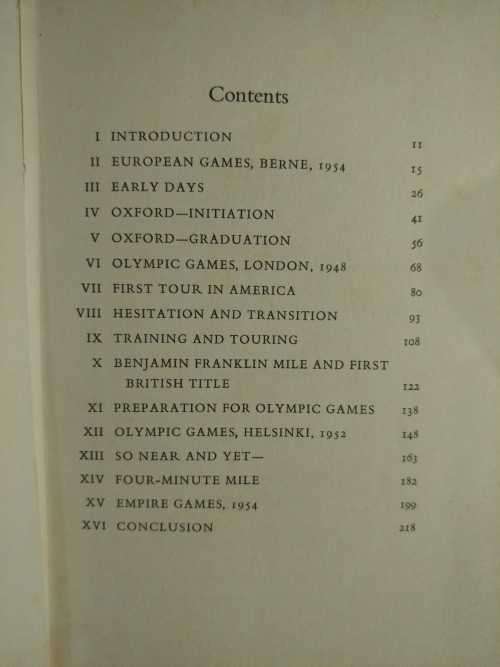 Contents
I INTRODUCTION 11
II EUROPEAN GAMES, BERNE, 1954 15
III EARLY DAYS 26
IV OXFORD—INITIATION 41
V OXFORD—GRADUATION 56
VI OLYMPIC GAMES, LONDON, 1948 68
VII FIRST TOUR IN AMERICA 80
VIII HESITATION AND TRANSITION 93
IX TRAINING AND TOURING 108
X BENJAMIN FRANKLIN MILE AND FIRST
BRITISH TITLE 122
XI PREPARATION FOR OLYMPIC GAMES 138
XII OLYMPIC GAMES, HELSINKI, 1952 148
XIII SO NEAR AND YET— 163
XIV FOUR-MINUTE MILE 182
XV EMPIRE GAMES, 1954 199
XVI CONCLUSION 218